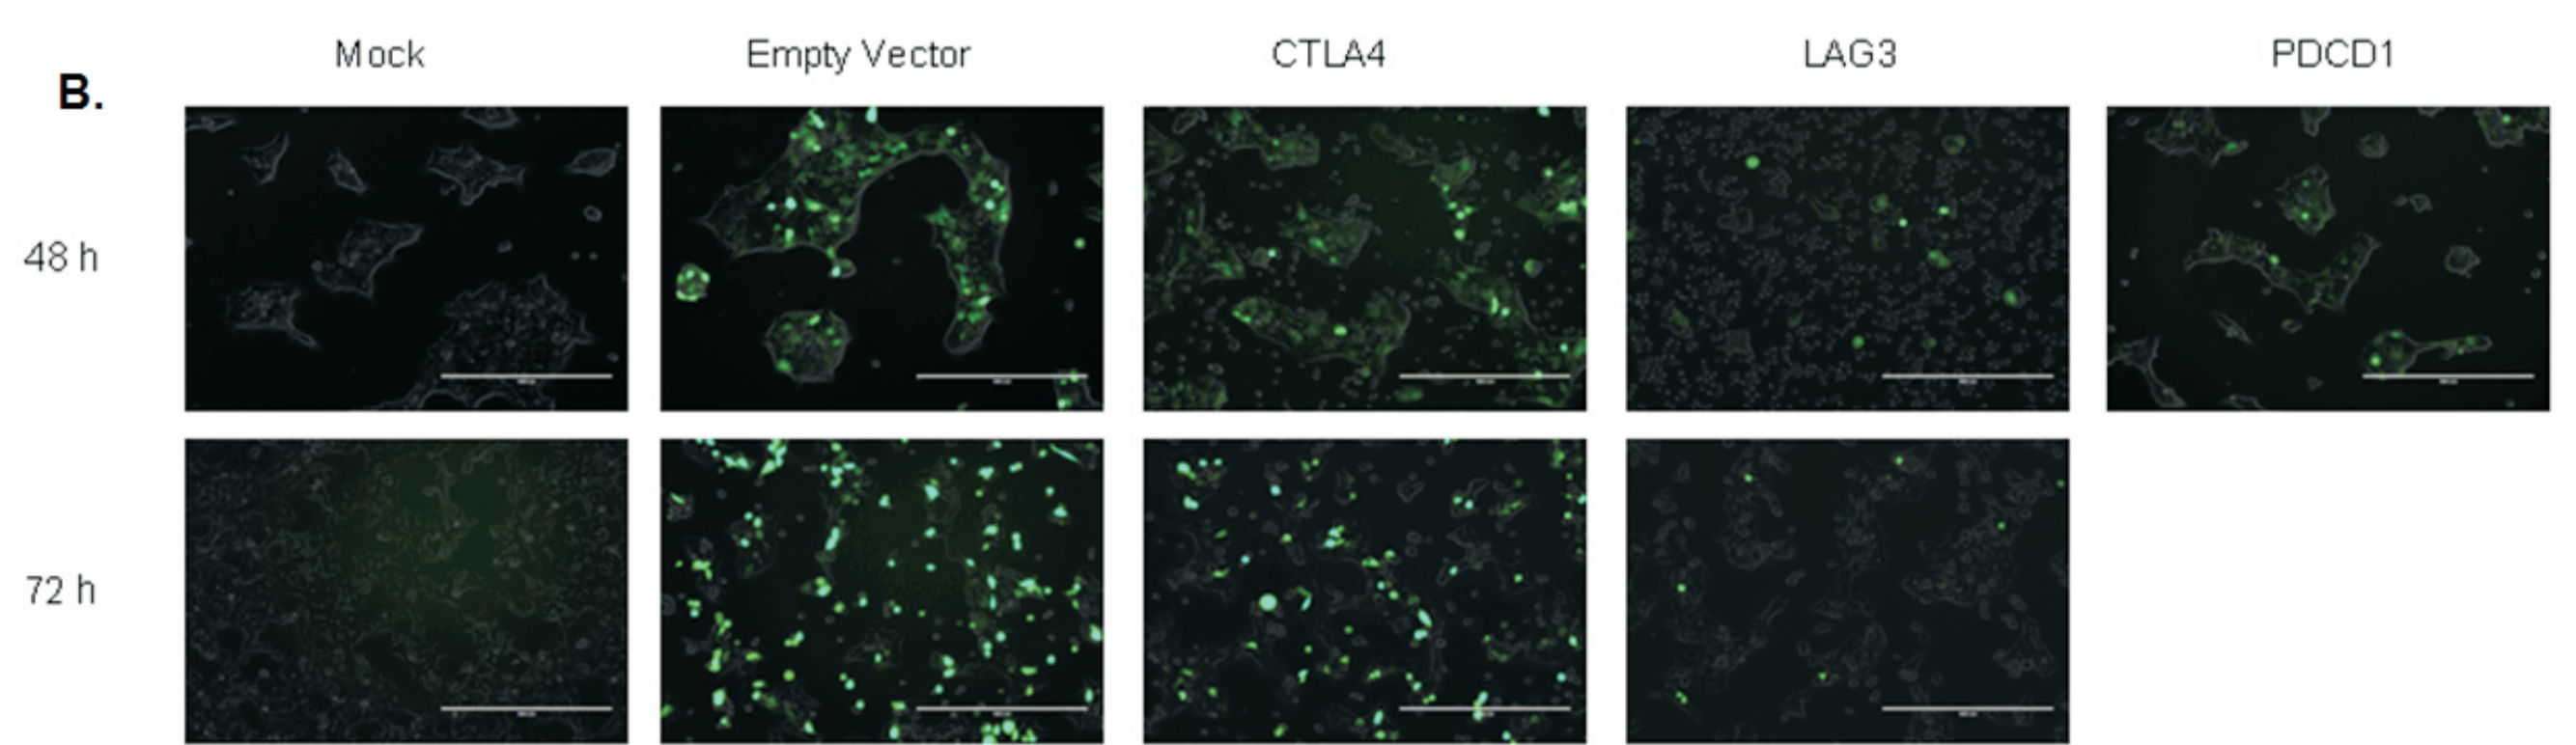 Mock Empty Vector CTLA4 LAG3 PDCD1
B.
48 h
72 h